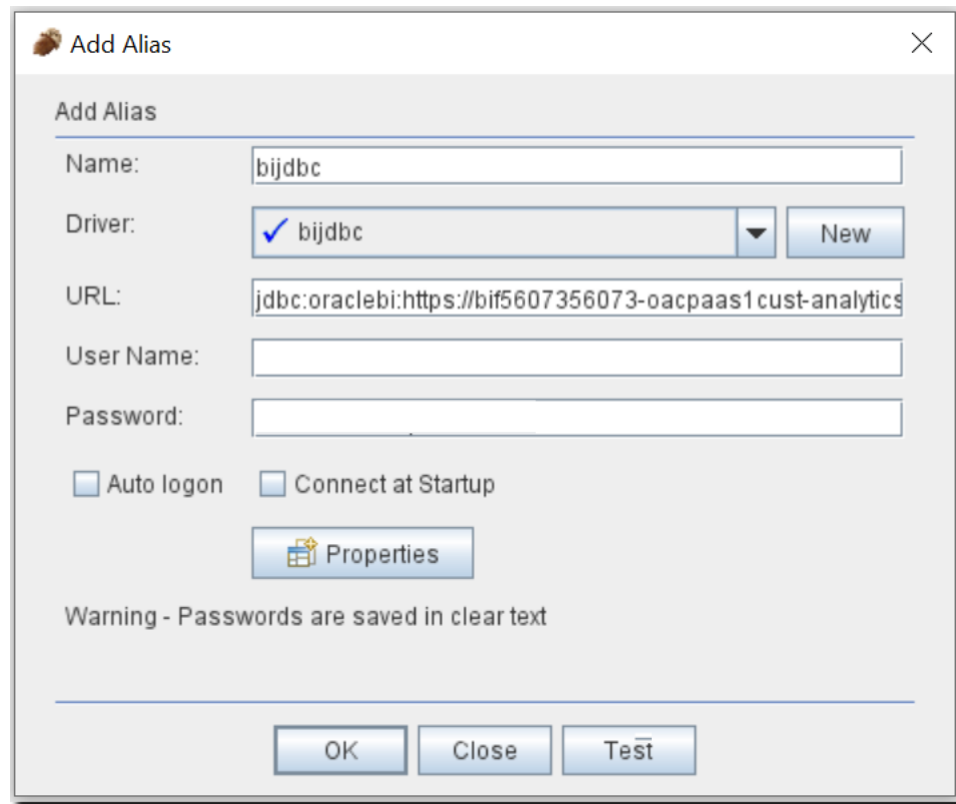 Add Alias
Add Alias
Name: bijdbc
Driver: bijdbc New
URL: jdbc:oraclebi:https://bif5607356073-oacpaas1cust-analytics
User Name:
Password:
Auto logon Connect at Startup
Properties
Warning - Passwords are saved in clear text
OK Close Test